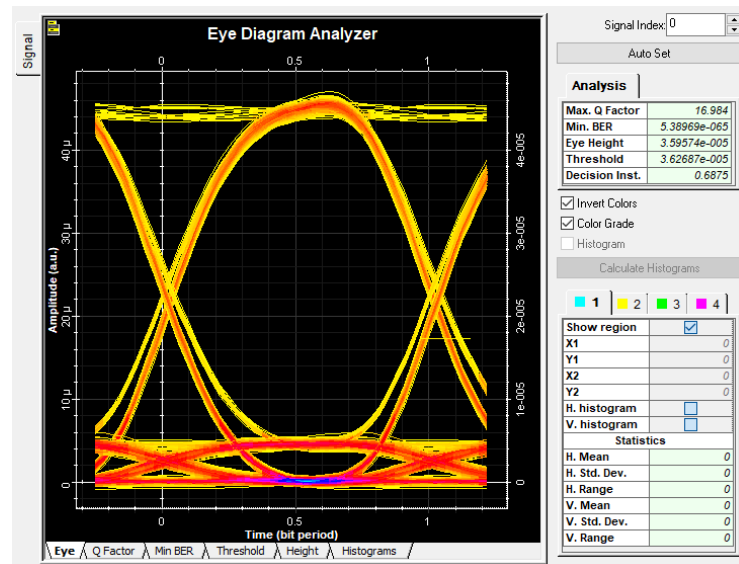 Signal
Eye Diagram Analyzer
0 0.5 1
Amplitude (a.u.)
40 µ
30 µ
20 µ
10 µ
0
4e-005
3e-005
2e-005
1e-005
0
0 0.5 1
Time (bit period)
Eye Q Factor Min BER Threshold Height Histograms
Signal Index: 0
Auto Set
Analysis
Max. Q Factor 16.984
Min. BER 5.38969e-065
Eye Height 3.59574e-005
Threshold 3.62687e-005
Decision Inst. 0.6875
Invert Colors
Color Grade
Histogram
Calculate Histograms
1 2 3 4
Show region
X1 0
Y1 0
X2 0
Y2 0
H. histogram
V. histogram
Statistics
H. Mean 0
H. Std. Dev. 0
H. Range 0
V. Mean 0
V. Std. Dev. 0
V. Range 0